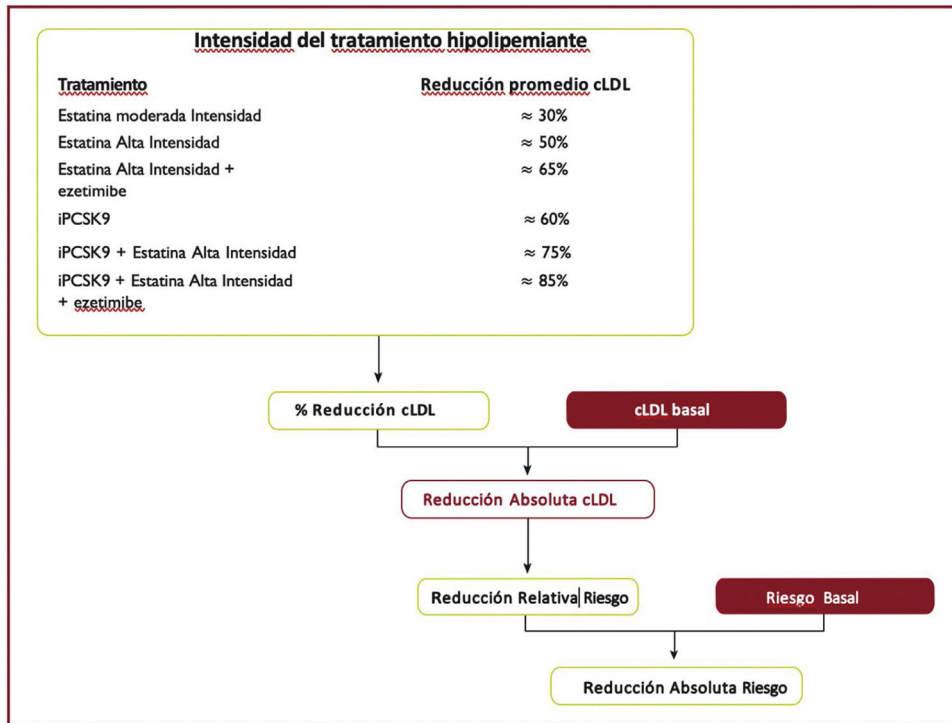 Intensidad del tratamiento hipolipemiante
Tratamiento Reducción promedio cLDL
Estatina moderada Intensidad ≈ 30%
Estatina Alta Intensidad ≈ 50%
Estatina Alta Intensidad + ≈ 65%
ezetimibe
iPCSK9 ≈ 60%
iPCSK9 + Estatina Alta Intensidad ≈ 75%
iPCSK9 + Estatina Alta Intensidad ≈ 85%
+ ezetimibe
% Reducción cLDL
cLDL basal
Reducción Absoluta cLDL
Reducción Relativa Riesgo
Riesgo Basal
Reducción Absoluta Riesgo